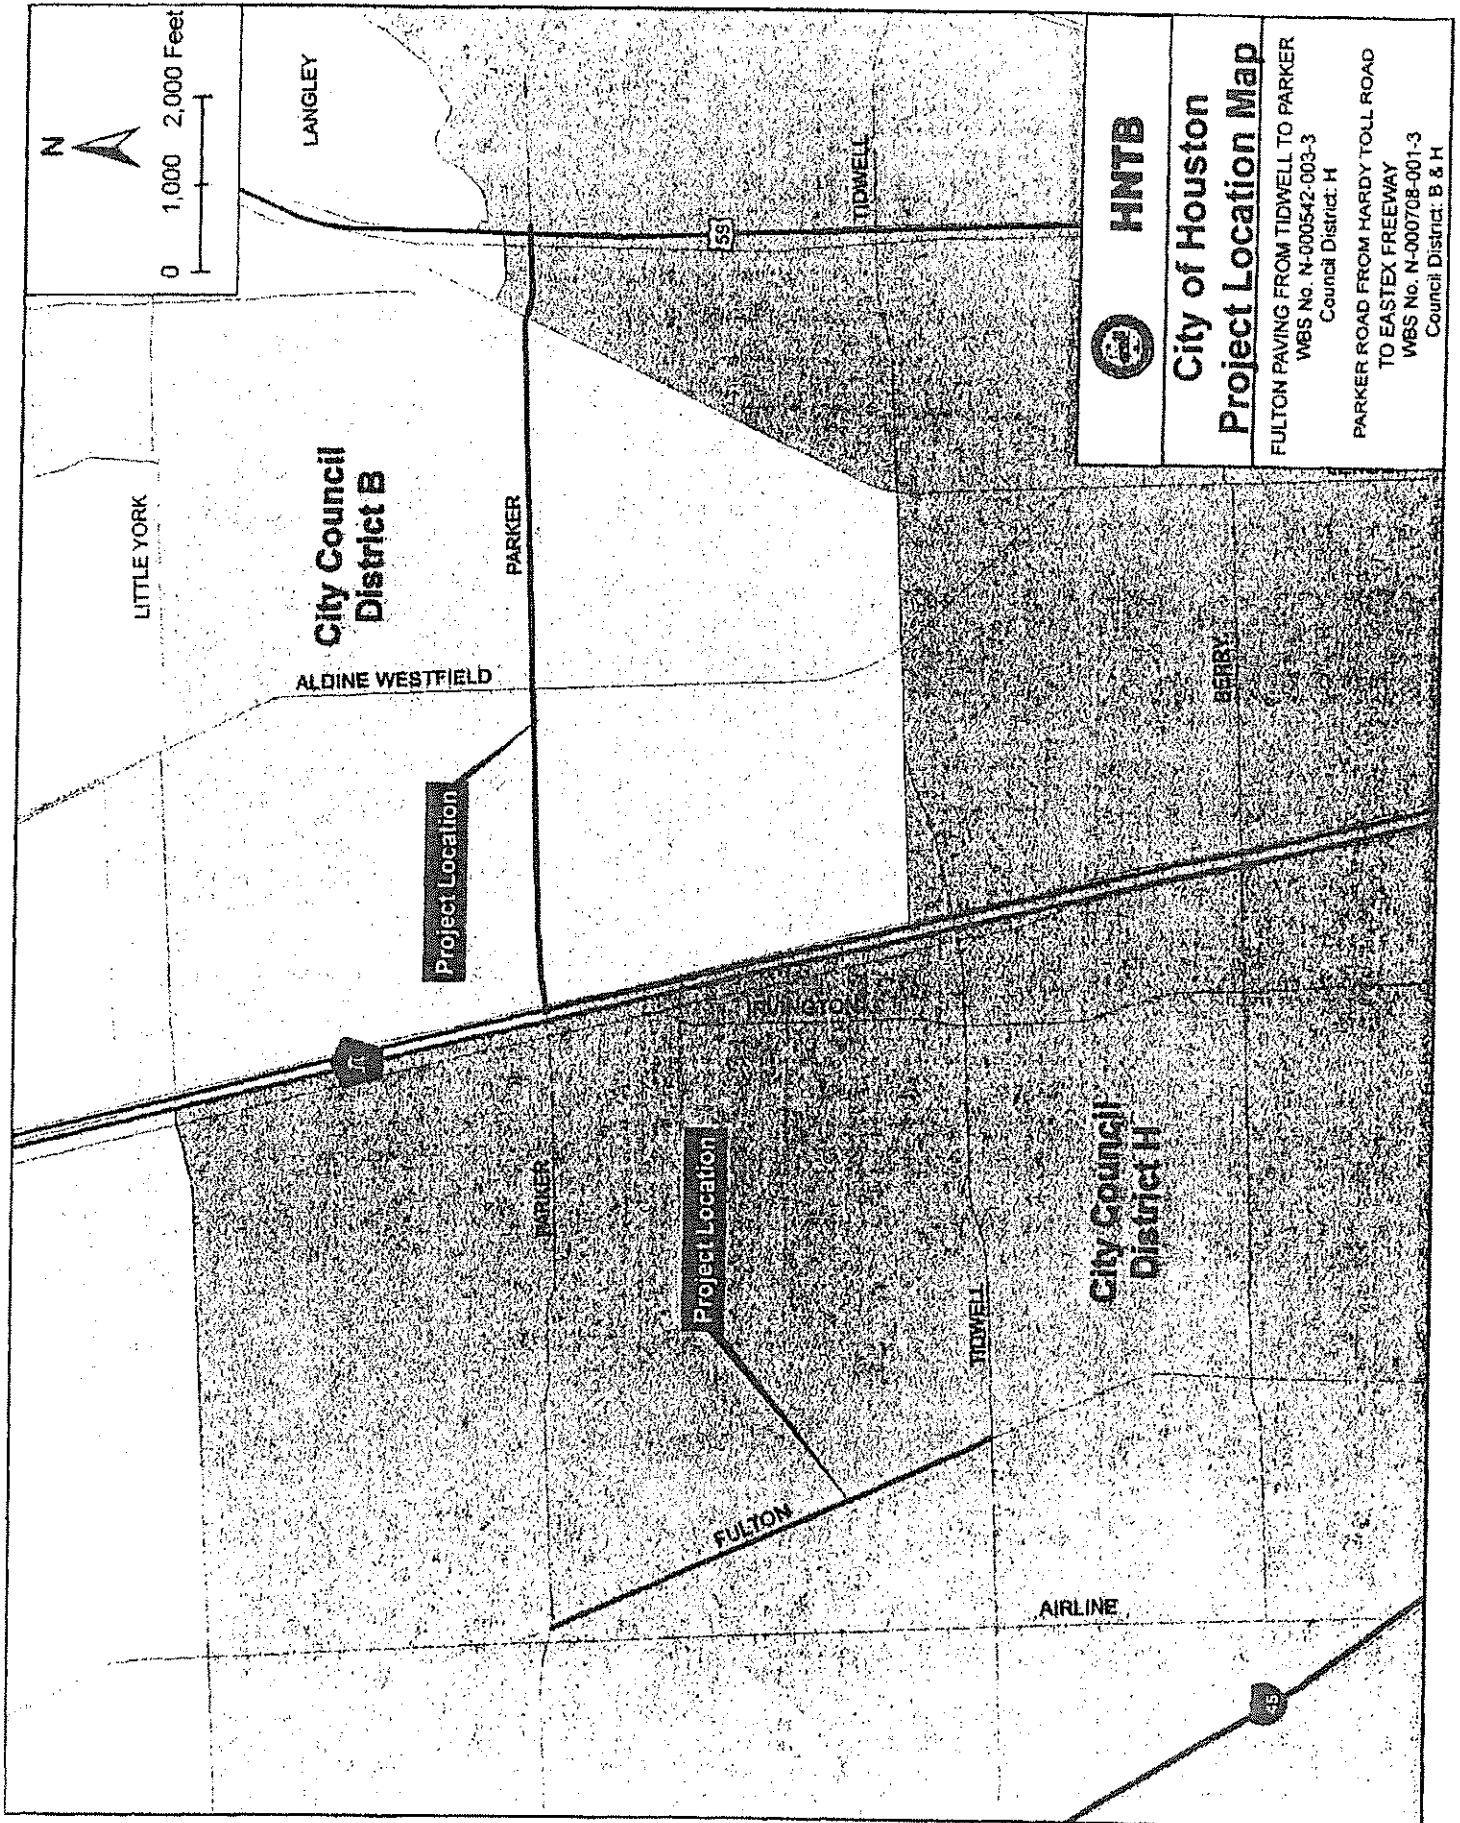 N
0 1,000 2,000 Feet
LANGLEY
LITTLE YORK
City Council
District B
ALDINE WESTFIELD
PARKER
Project Location
59
TIDWELL
IRVINGTON
BERRY
PARKER
Project Location
TIDWELL
City Council
District H
FULTON
AIRLINE
45
HNTB
City of Houston
Project Location Map
FULTON PAVING FROM TIDWELL TO PARKER
WBS No. N-000542-003-3
Council District: H
PARKER ROAD FROM HARDY TOLL ROAD
TO EASTEX FREEWAY
WBS No. N-000708-001-3
Council District: B & H